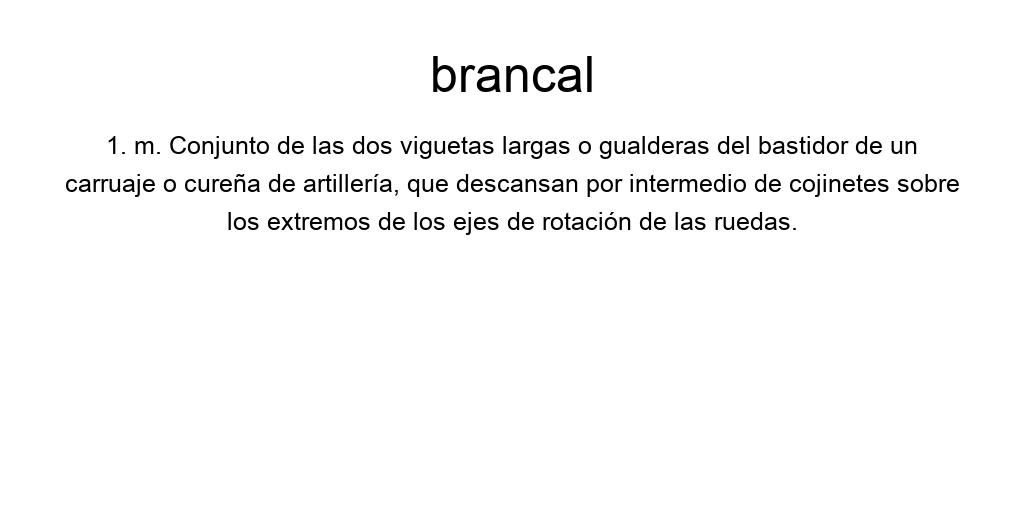 brancal
1. m. Conjunto de las dos viguetas largas o gualderas del bastidor de un
carruaje o cureña de artillería, que descansan por intermedio de cojinetes sobre
los extremos de los ejes de rotación de las ruedas.